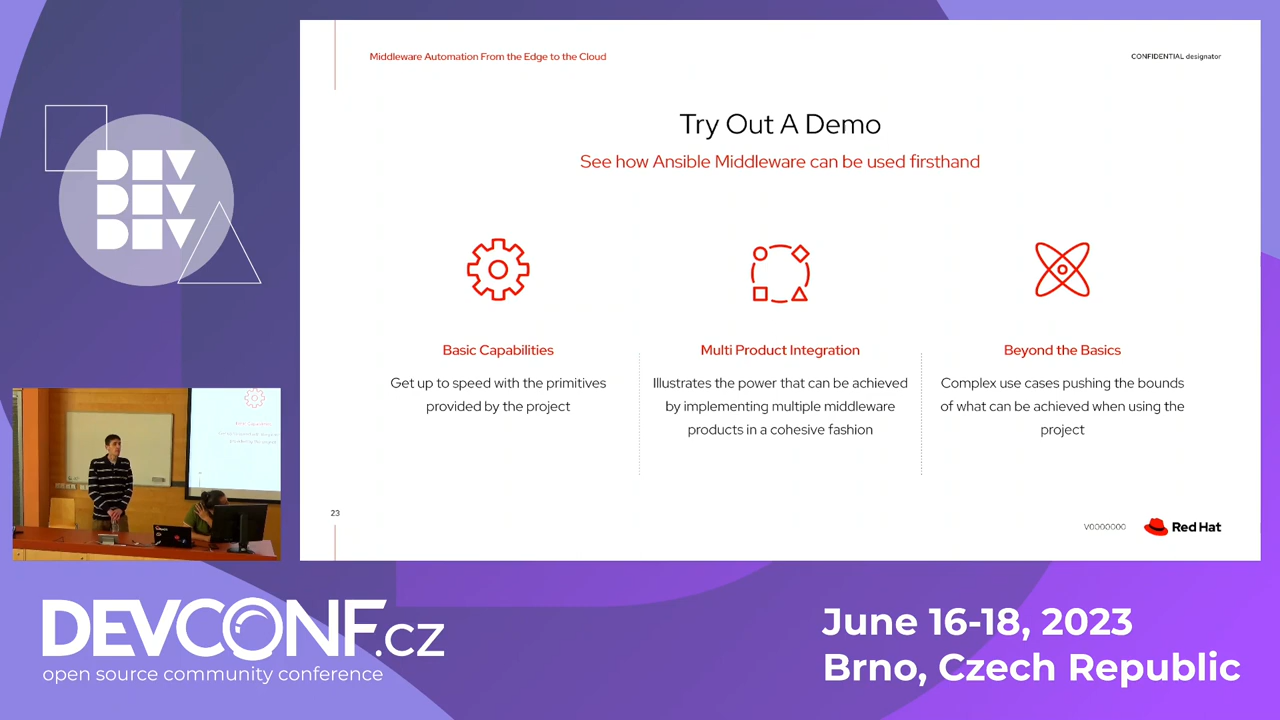 Middleware Automation From the Edge to the Cloud
CONFIDENTIAL designator
Try Out A Demo
See how Ansible Middleware can be used firsthand
Basic Capabilities
Get up to speed with the primitives
provided by the project
Multi Product Integration
Illustrates the power that can be achieved
by implementing multiple middleware
products in a cohesive fashion
Beyond the Basics
Complex use cases pushing the bounds
of what can be achieved when using the
project
23
V0000000
Red Hat
DEV
DEV
DEV
DEVCONF.cz
open source community conference
June 16-18, 2023
Brno, Czech Republic